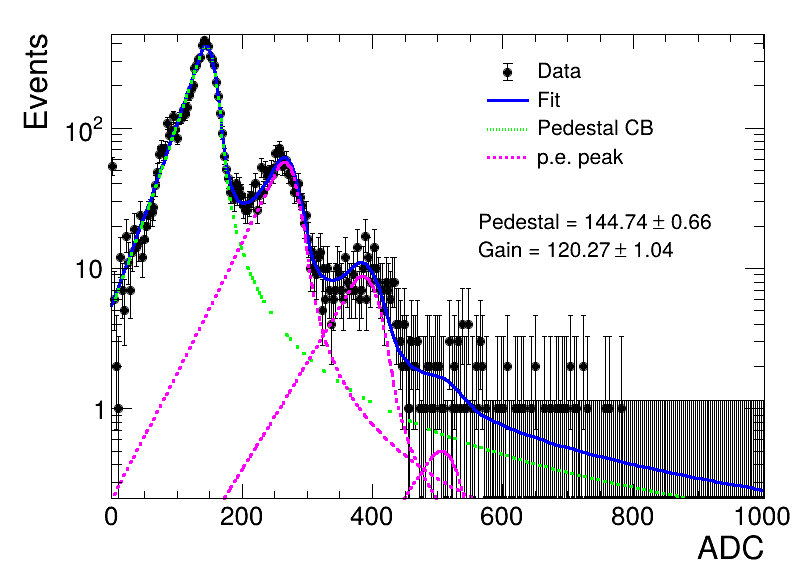 Events
10²
10
1
Data
Fit
Pedestal CB
p.e. peak
Pedestal = 144.74 ± 0.66
Gain = 120.27 ± 1.04
0 200 400 600 800 1000
ADC